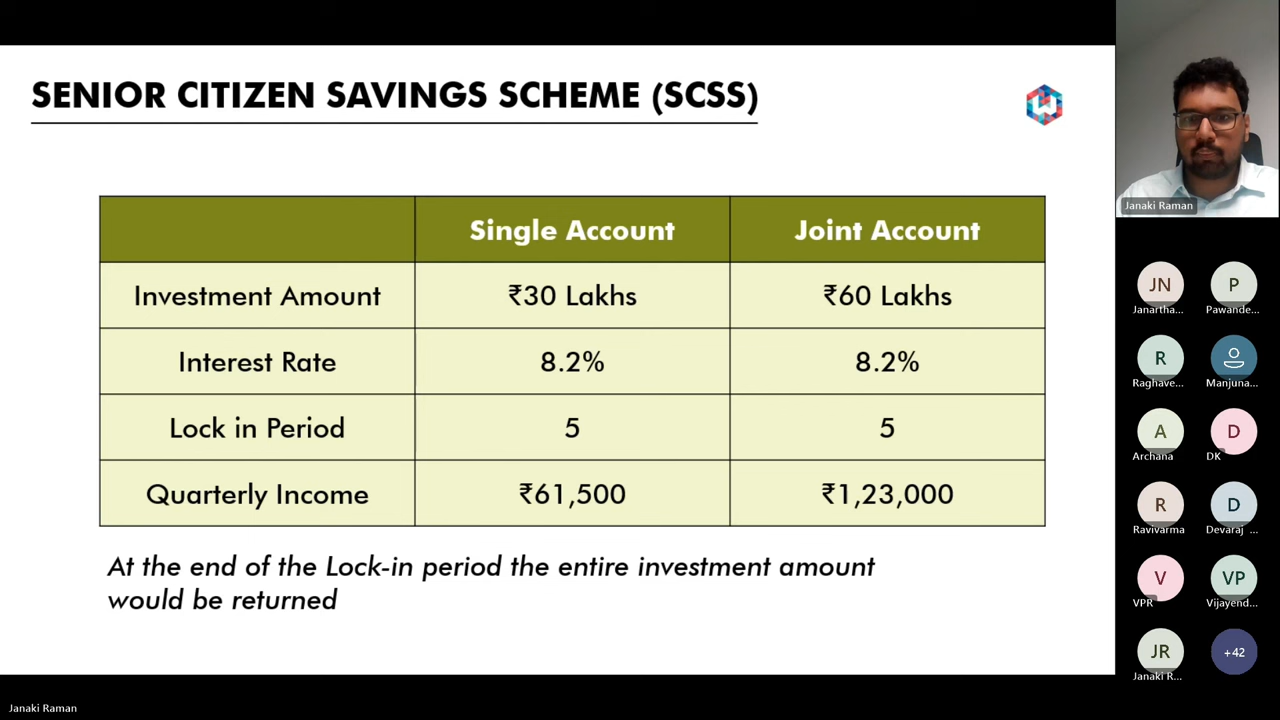 SENIOR CITIZEN SAVINGS SCHEME (SCSS)
Single Account Joint Account
Investment Amount ₹30 Lakhs ₹60 Lakhs
Interest Rate 8.2% 8.2%
Lock in Period 5 5
Quarterly Income ₹61,500 ₹1,23,000
At the end of the Lock-in period the entire investment amount
would be returned
Janaki Raman
JN P
Janartha... Pawande...
R
Raghave... Manjuna...
A D
Archana DK
R D
Ravivarma Devaraj ...
V VP
VPR Vijayend...
JR +42
Janaki R...
Janaki Raman